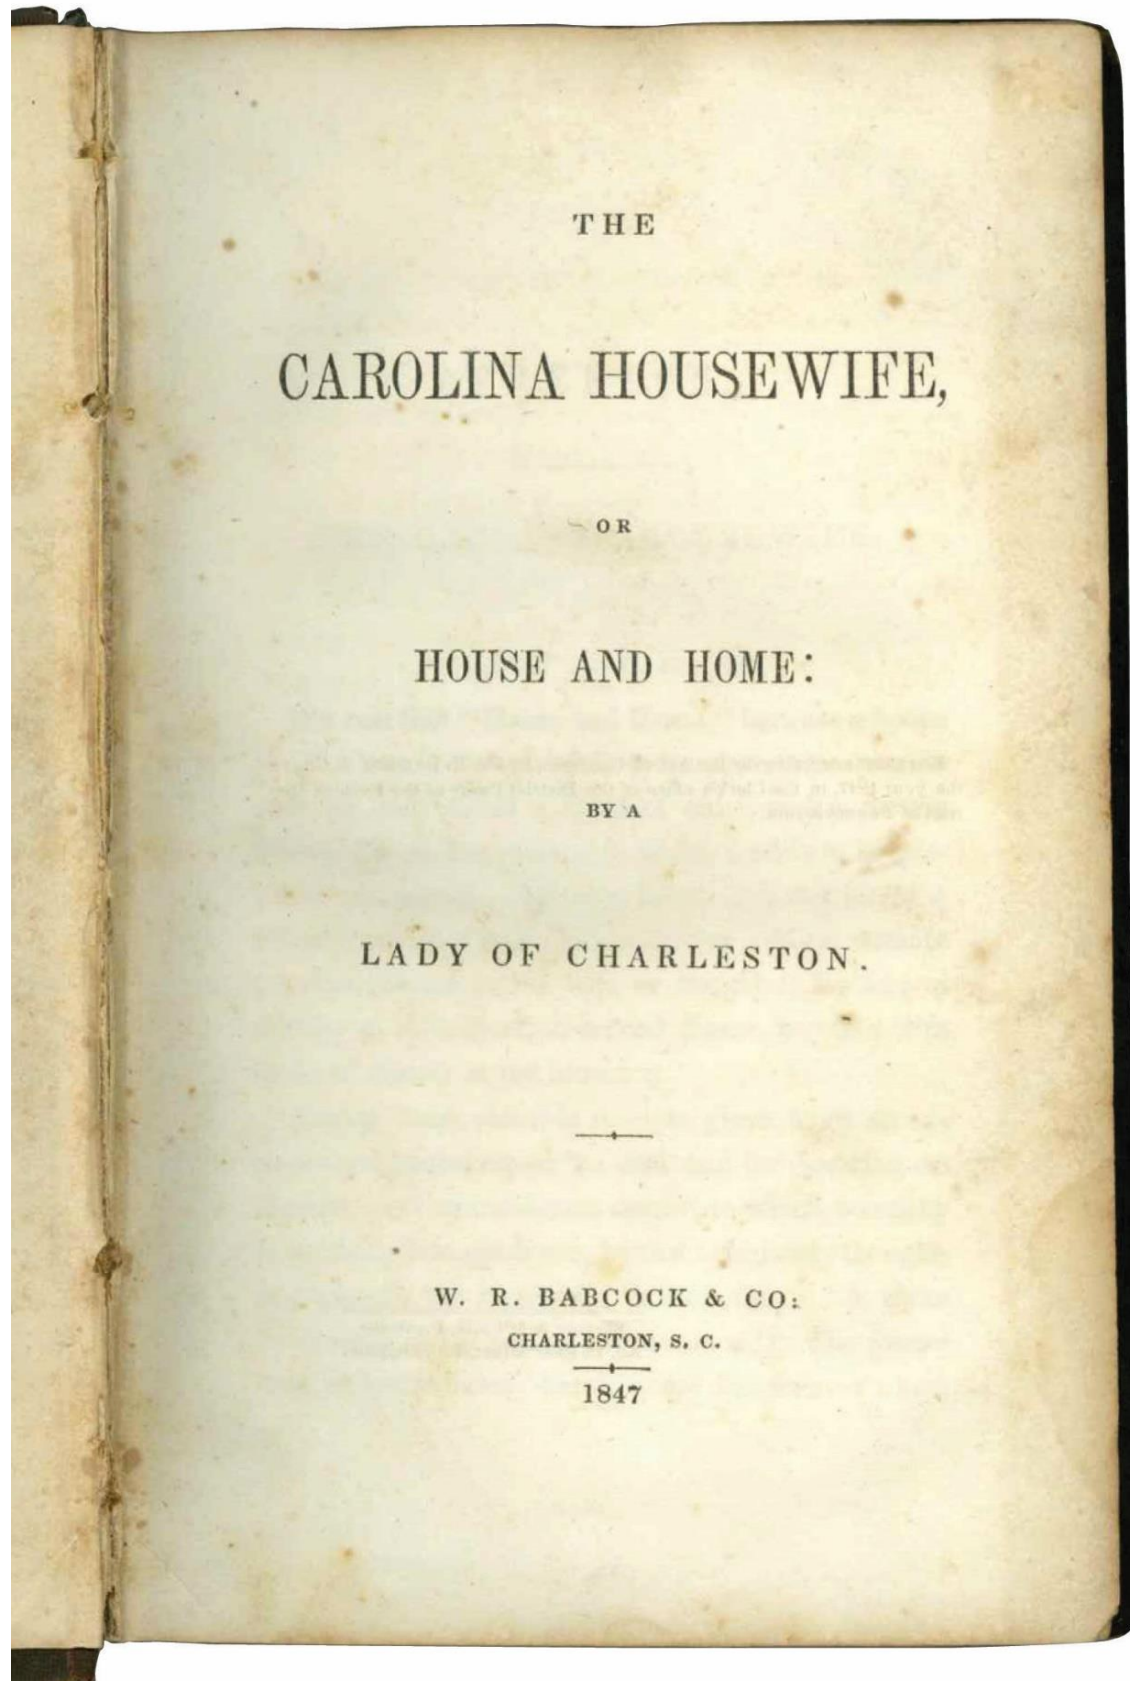 THE
CAROLINA HOUSEWIFE,
OR
HOUSE AND HOME:
BY A
LADY OF CHARLESTON.
W. R. BABCOCK & CO:
CHARLESTON, S. C.
1847